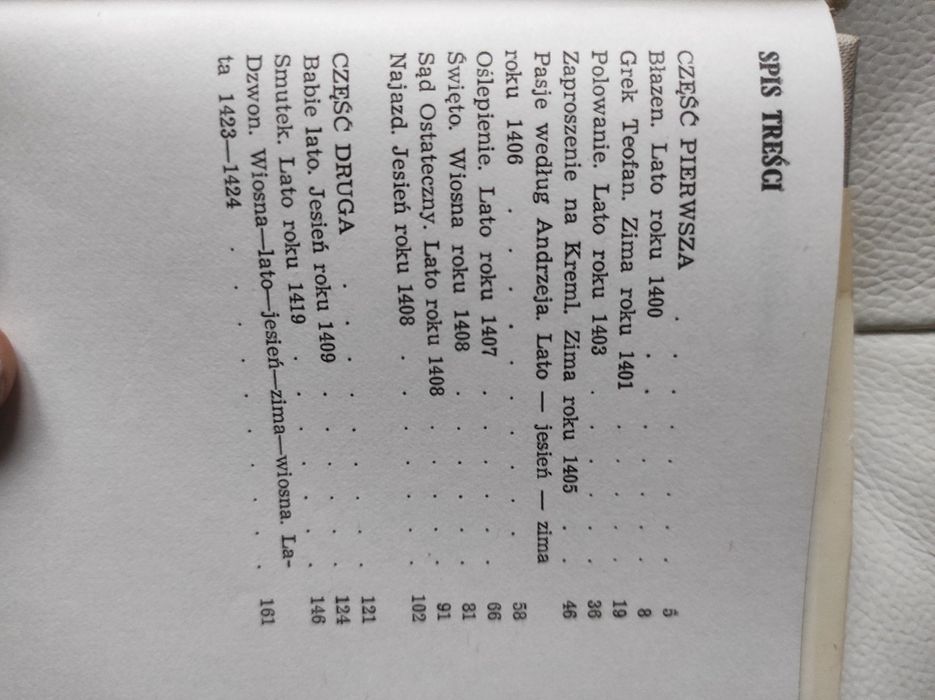 SPIS TREŚCI
CZĘŚĆ PIERWSZA . . . . . 5
Błazen. Lato roku 1400 . . . . . 8
Grek Teofan. Zima roku 1401 . . . . 19
Polowanie. Lato roku 1403 . . . . . 36
Zaproszenie na Kreml. Zima roku 1405 . . 46
Pasje według Andrzeja. Lato — jesień — zima
roku 1406 . . . . . . . . 58
Oślepienie. Lato roku 1407 . . . . . 66
Święto. Wiosna roku 1408 . . . . . 81
Sąd Ostateczny. Lato roku 1408 . . . . 91
Najazd. Jesień roku 1408 . . . . . 102
CZĘŚĆ DRUGA . . . . . . . 121
Babie lato. Jesień roku 1409 . . . . . 124
Smutek. Lato roku 1419 . . . . . . 146
Dzwon. Wiosna—lato—jesień—zima—wiosna. La-
ta 1423—1424 . . . . . . . . 161